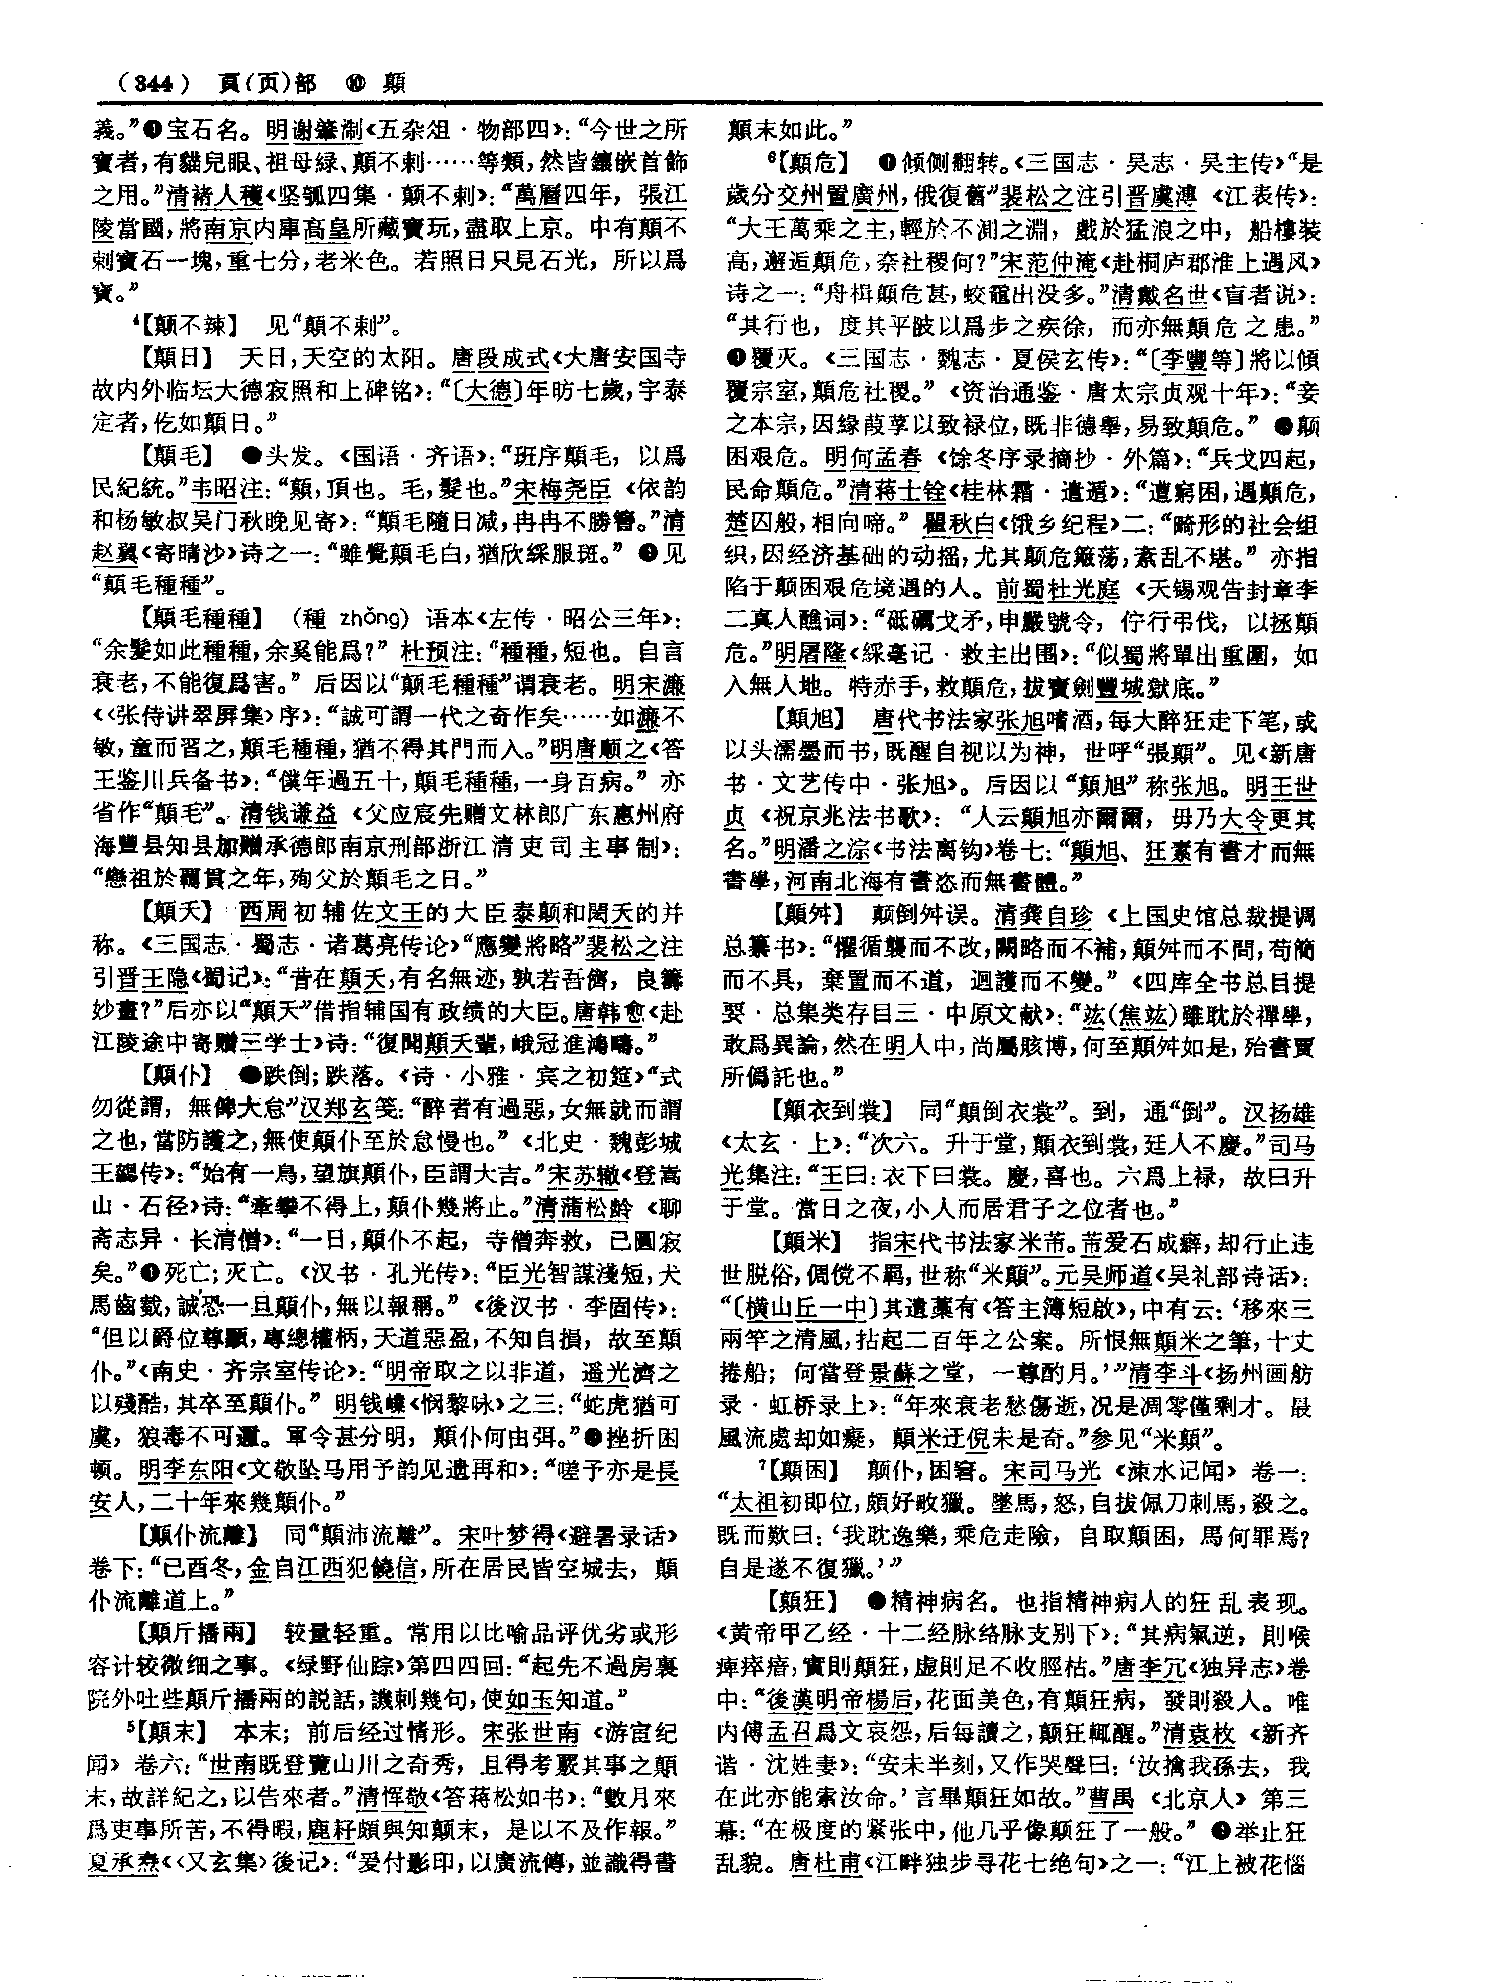 （344） 頁(页)部 ⑩ 顛
義。”❸宝石名。明谢肇淛《五杂俎·物部四》：“今世之所
寶者，有貓兒眼、祖母緑、顛不剌……等類，然皆鑲嵌首飾
之用。”清褚人穫《坚瓠四集·颠不剌》：“萬曆四年，張江
陵當國，將南京内庫高皇所藏寶玩，盡取上京。中有顛不
剌寶石一塊，重七分，老米色。若照日只見石光，所以爲
寶。”
⁴【颠不辣】 见“顛不剌”。
【顛日】 天日，天空的太阳。唐段成式《大唐安国寺
故内外临坛大德寂照和上碑铭》：“〔大德〕年昉七歲，宇泰
定者，仡如顛日。”
【顛毛】 ❶头发。《国语·齐语》：“班序顛毛，以爲
民紀統。”韦昭注：“顛，頂也。毛，髮也。”宋梅尧臣《依韵
和杨敏叔吴门秋晚见寄》：“顛毛隨日减，冉冉不勝簪。”清
赵翼《寄晴沙》诗之一：“雖覺顛毛白，猶欣綵服斑。”❷见
“顛毛種種”。
【顛毛種種】 （種 zhǒng）语本《左传·昭公三年》：
“余髮如此種種，余奚能爲？” 杜预注：“種種，短也。自言
衰老，不能復爲害。” 后因以“颠毛種種”谓衰老。明宋濂
《〈张侍讲翠屏集〉序》：“誠可謂一代之奇作矣……如濂不
敏，童而習之，顛毛種種，猶不得其門而入。”明唐顺之《答
王鉴川兵备书》：“僕年過五十，顛毛種種，一身百病。” 亦
省作“顛毛”。清钱谦益《父应宸先赠文林郎广东惠州府
海豐县知县加赠承德郎南京刑部浙江清吏司主事制》：
“戀祖於覊貫之年，殉父於顛毛之日。”
【顛夭】 西周初辅佐文王的大臣泰颠和閎夭的并
称。《三国志·蜀志·诸葛亮传论》“應變將略”裴松之注
引晋王隐《蜀记》：“昔在顛夭，有名無迹，孰若吾儕，良籌
妙畫？”后亦以“顛夭”借指辅国有政绩的大臣。唐韩愈《赴
江陵途中寄赠三学士》诗：“復聞顛夭輩，峨冠進鴻疇。”
【顛仆】 ❶跌倒；跌落。《诗·小雅·宾之初筵》“式
勿從謂，無俾大怠”汉郑玄笺：“醉者有過惡，女無就而謂
之也，當防護之，無使顛仆至於怠慢也。”《北史·魏彭城
王勰传》：“始有一鳥，望旗顛仆，臣謂大吉。”宋苏辙《登嵩
山·石径》诗：“牽攀不得上，顛仆幾將止。”清蒲松龄《聊
斋志异·长清僧》：“一日，顛仆不起，寺僧奔救，已圓寂
矣。”❷死亡；灭亡。《汉书·孔光传》：“臣光智謀淺短，犬
馬齒臷，誠恐一旦顛仆，無以報稱。”《後汉书·李固传》：
“但以爵位尊顯，專總權柄，天道惡盈，不知自損，故至顛
仆。”《南史·齐宗室传论》：“明帝取之以非道，遥光濟之
以殘酷，其卒至顛仆。” 明钱嶫《悯黎咏》之三：“蛇虎猶可
虞，狼毒不可邇。軍令甚分明，顛仆何由弭。”❸挫折困
顿。明李东阳《文敬坠马用予韵见遗再和》：“嗟予亦是長
安人，二十年來幾顛仆。”
【顛仆流離】 同“顛沛流離”。宋叶梦得《避暑录话》
卷下：“已酉冬，金自江西犯饒信，所在居民皆空城去，顛
仆流離道上。”
【顛斤播兩】 较量轻重。常用以比喻品评优劣或形
容计较微细之事。《绿野仙踪》第四四回：“起先不過房裏
院外吐些顛斤播兩的説話，譏刺幾句，使如玉知道。”
⁵【顛末】 本末；前后经过情形。宋张世南《游宦纪
闻》卷六：“世南既登覽山川之奇秀，且得考覈其事之顛
末，故詳紀之，以告來者。”清恽敬《答蒋松如书》：“數月來
爲吏事所苦，不得暇，鹿籽頗與知顛末，是以不及作報。”
夏承焘《〈又玄集〉後记》：“爰付影印，以廣流傳，並識得書
顛末如此。”
⁶【顛危】 ❶倾侧翻转。《三国志·吴志·吴主传》“是
歲分交州置廣州，俄復舊”裴松之注引晋虞溥《江表传》：
“大王萬乘之主，輕於不測之淵，戲於猛浪之中，船樓裝
高，邂逅顛危，奈社稷何？”宋范仲淹《赴桐庐郡淮上遇风》
诗之一：“舟楫顛危甚，蛟黿出没多。”清戴名世《盲者说》：
“其行也，度其平陂以爲步之疾徐，而亦無顛危之患。”
❷覆灭。《三国志·魏志·夏侯玄传》：“〔李豐等〕將以傾
覆宗室，顛危社稷。”《资治通鉴·唐太宗贞观十年》：“妾
之本宗，因緣葭莩以致禄位，既非德舉，易致顛危。”❸颠
困艰危。明何孟春《馀冬序录摘抄·外篇》：“兵戈四起，
民命顛危。”清蒋士铨《桂林霜·遣遁》：“遭窮困，遇顛危，
楚囚般，相向啼。” 瞿秋白《饿乡纪程》二：“畸形的社会组
织，因经济基础的动摇，尤其颠危簸荡，紊乱不堪。” 亦指
陷于颠困艰危境遇的人。前蜀杜光庭《天锡观告封章李
二真人醮词》：“砥礪戈矛，申嚴號令，佇行弔伐，以拯顛
危。”明屠隆《綵毫记·救主出围》：“似蜀將單出重圍，如
入無人地。特赤手，救顛危，拔寶劍豐城獄底。”
【顛旭】 唐代书法家张旭嗜酒，每大醉狂走下笔，或
以头濡墨而书，既醒自视以为神，世呼“張顛”。见《新唐
书·文艺传中·张旭》。后因以“顛旭”称张旭。明王世
贞《祝京兆法书歌》：“人云顛旭亦爾爾，毋乃大令更其
名。”明潘之淙《书法离钩》卷七：“顛旭、狂素有書才而無
書學，河南北海有書恣而無書體。”
【顛舛】 颠倒舛误。清龚自珍《上国史馆总裁提调
总纂书》：“懼循襲而不改，闕略而不補，顛舛而不問，苟簡
而不具，棄置而不道，迴護而不變。”《四库全书总目提
要·总集类存目三·中原文献》：“竑(焦竑)雖耽於禪學，
敢爲異論，然在明人中，尚屬賅博，何至顛舛如是，殆書賈
所僞託也。”
【顛衣到裳】 同“顛倒衣裳”。到，通“倒”。汉扬雄
《太玄·上》：“次六。升于堂，顛衣到裳，廷人不慶。”司马
光集注：“王曰：衣下曰裳。慶，喜也。六爲上禄，故曰升
于堂。當日之夜，小人而居君子之位者也。”
【顛米】 指宋代书法家米芾。芾爱石成癖，却行止违
世脱俗，倜傥不羁，世称“米顛”。元吴师道《吴礼部诗话》：
“〔横山丘一中〕其遺藁有《答主簿短啟》，中有云：‘移來三
兩竿之清風，拈起二百年之公案。所恨無顛米之筆，十丈
捲船；何當登景蘇之堂，一尊酌月。’”清李斗《扬州画舫
录·虹桥录上》：“年來衰老愁傷逝，况是凋零僅剩才。最
風流處却如癡，顛米迂倪未是奇。”参见“米顛”。
⁷【顛困】 颠仆，困窘。宋司马光《涑水记闻》卷一：
“太祖初即位，頗好畋獵。墜馬，怒，自拔佩刀刺馬，殺之。
既而歎曰：‘我耽逸樂，乘危走險，自取顛困，馬何罪焉？
自是遂不復獵。’”
【顛狂】 ❶精神病名。也指精神病人的狂乱表现。
《黄帝甲乙经·十二经脉络脉支别下》：“其病氣逆，則喉
痺瘁瘖，實則顛狂，虚則足不收脛枯。”唐李冗《独异志》卷
中：“後漢明帝楊后，花面美色，有顛狂病，發則殺人。唯
内傅孟召爲文哀怨，后每讀之，颠狂輒醒。”清袁枚《新齐
谐·沈姓妻》：“安未半刻，又作哭聲曰：‘汝擒我孫去，我
在此亦能索汝命。’言畢顛狂如故。”曹禺《北京人》第三
幕：“在极度的紧张中，他几乎像颠狂了一般。”❷举止狂
乱貌。唐杜甫《江畔独步寻花七绝句》之一：“江上被花惱